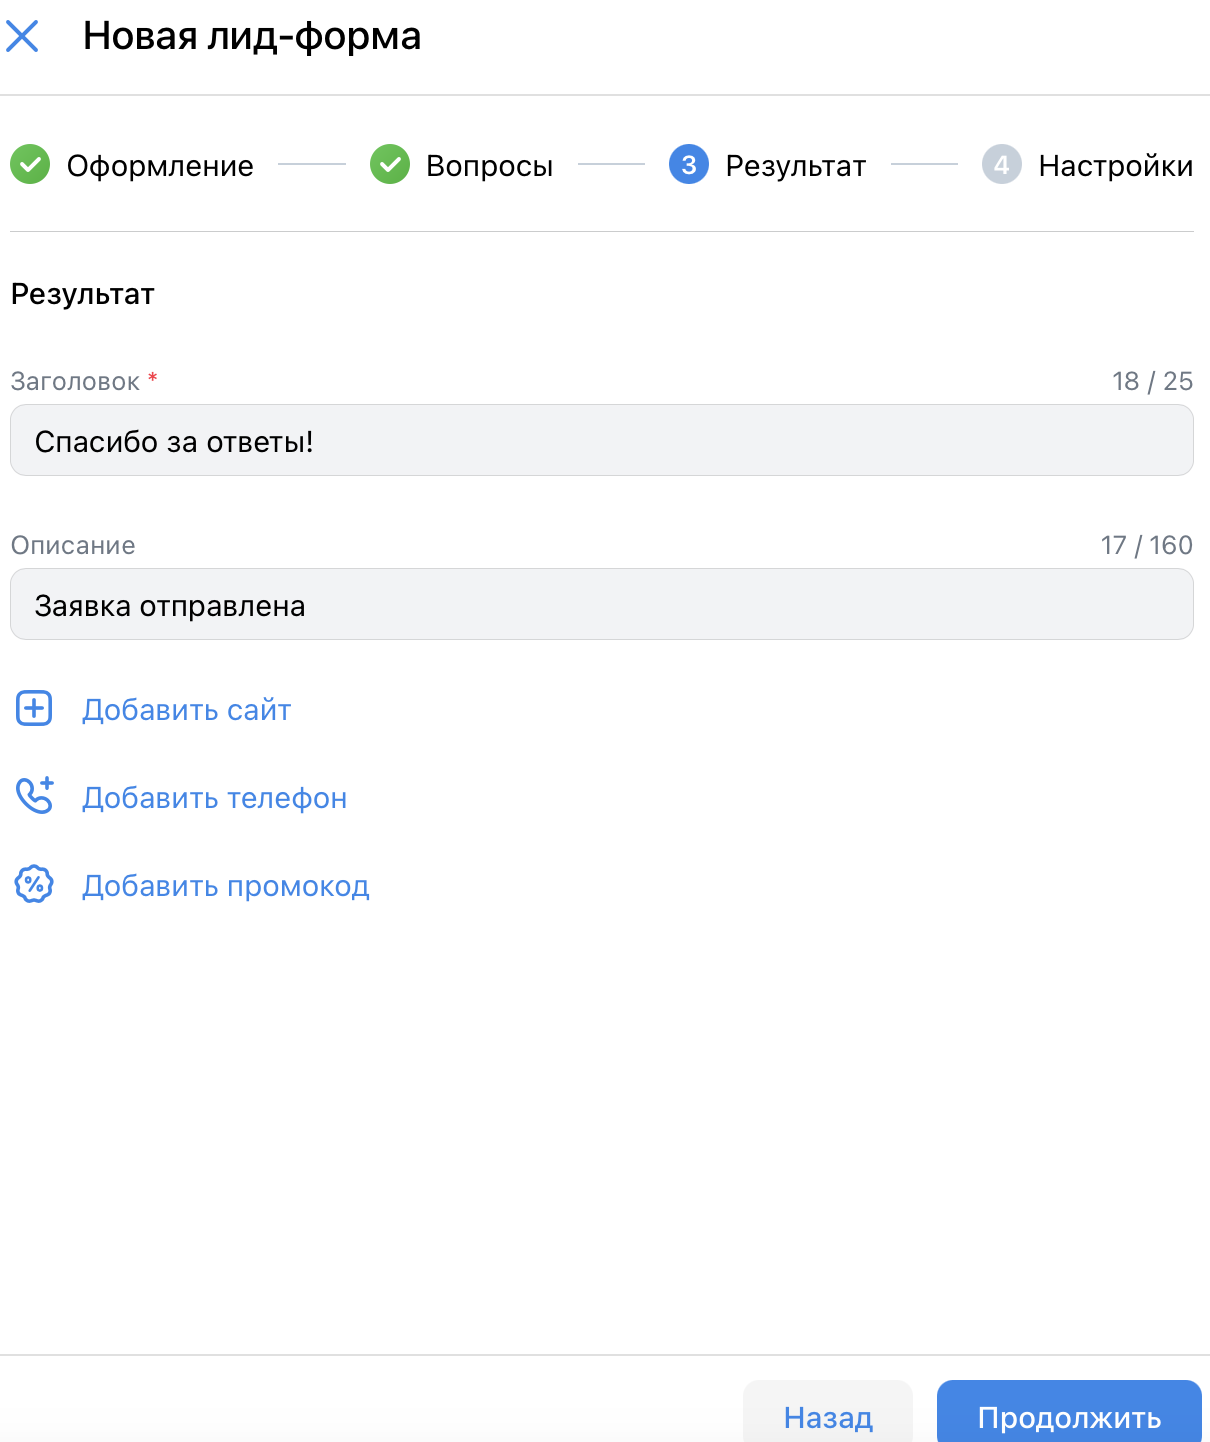 Новая лид-форма
Оформление
Вопросы
3 Результат
4 Настройки
Результат
Заголовок * 18 / 25
Спасибо за ответы!
Описание 17 / 160
Заявка отправлена
Добавить сайт
Добавить телефон
% Добавить промокод
Назад Продолжить